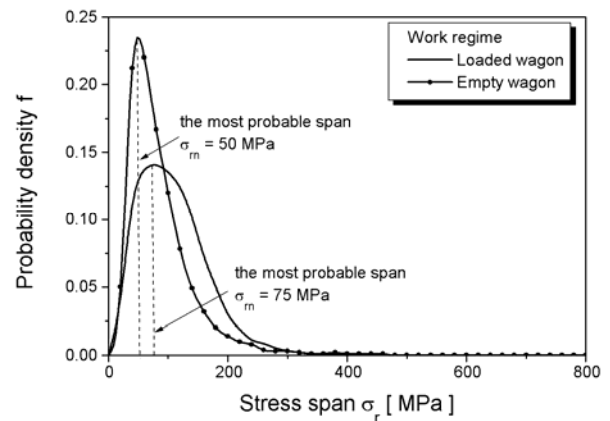 0.25
0.20
0.15
0.10
0.05
0.00
Probability density f
Work regime
Loaded wagon
Empty wagon
the most probable span
σrn = 50 MPa
the most probable span
σrn = 75 MPa
0
200
400
600
800
Stress span σr [ MPa ]